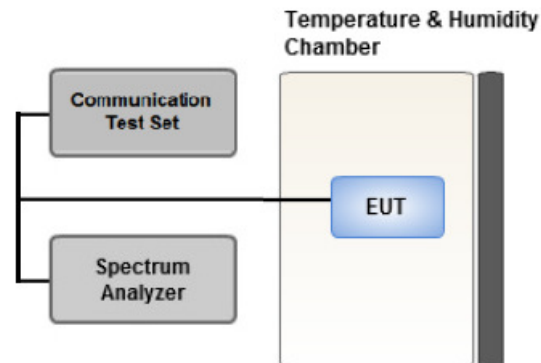 Temperature & Humidity
Chamber
Communication
Test Set
EUT
Spectrum
Analyzer